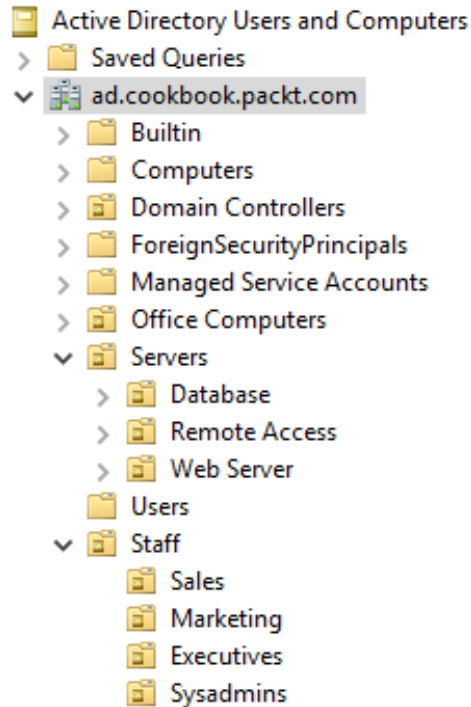 Active Directory Users and Computers
Saved Queries
ad.cookbook.packt.com
Builtin
Computers
Domain Controllers
ForeignSecurityPrincipals
Managed Service Accounts
Office Computers
Servers
Database
Remote Access
Web Server
Users
Staff
Sales
Marketing
Executives
Sysadmins